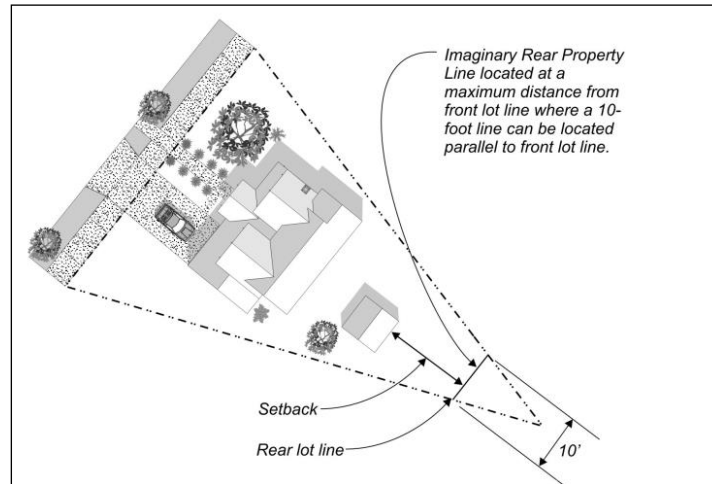 Imaginary Rear Property
Line located at a
maximum distance from
front lot line where a 10-
foot line can be located
parallel to front lot line.
Setback
Rear lot line
10’